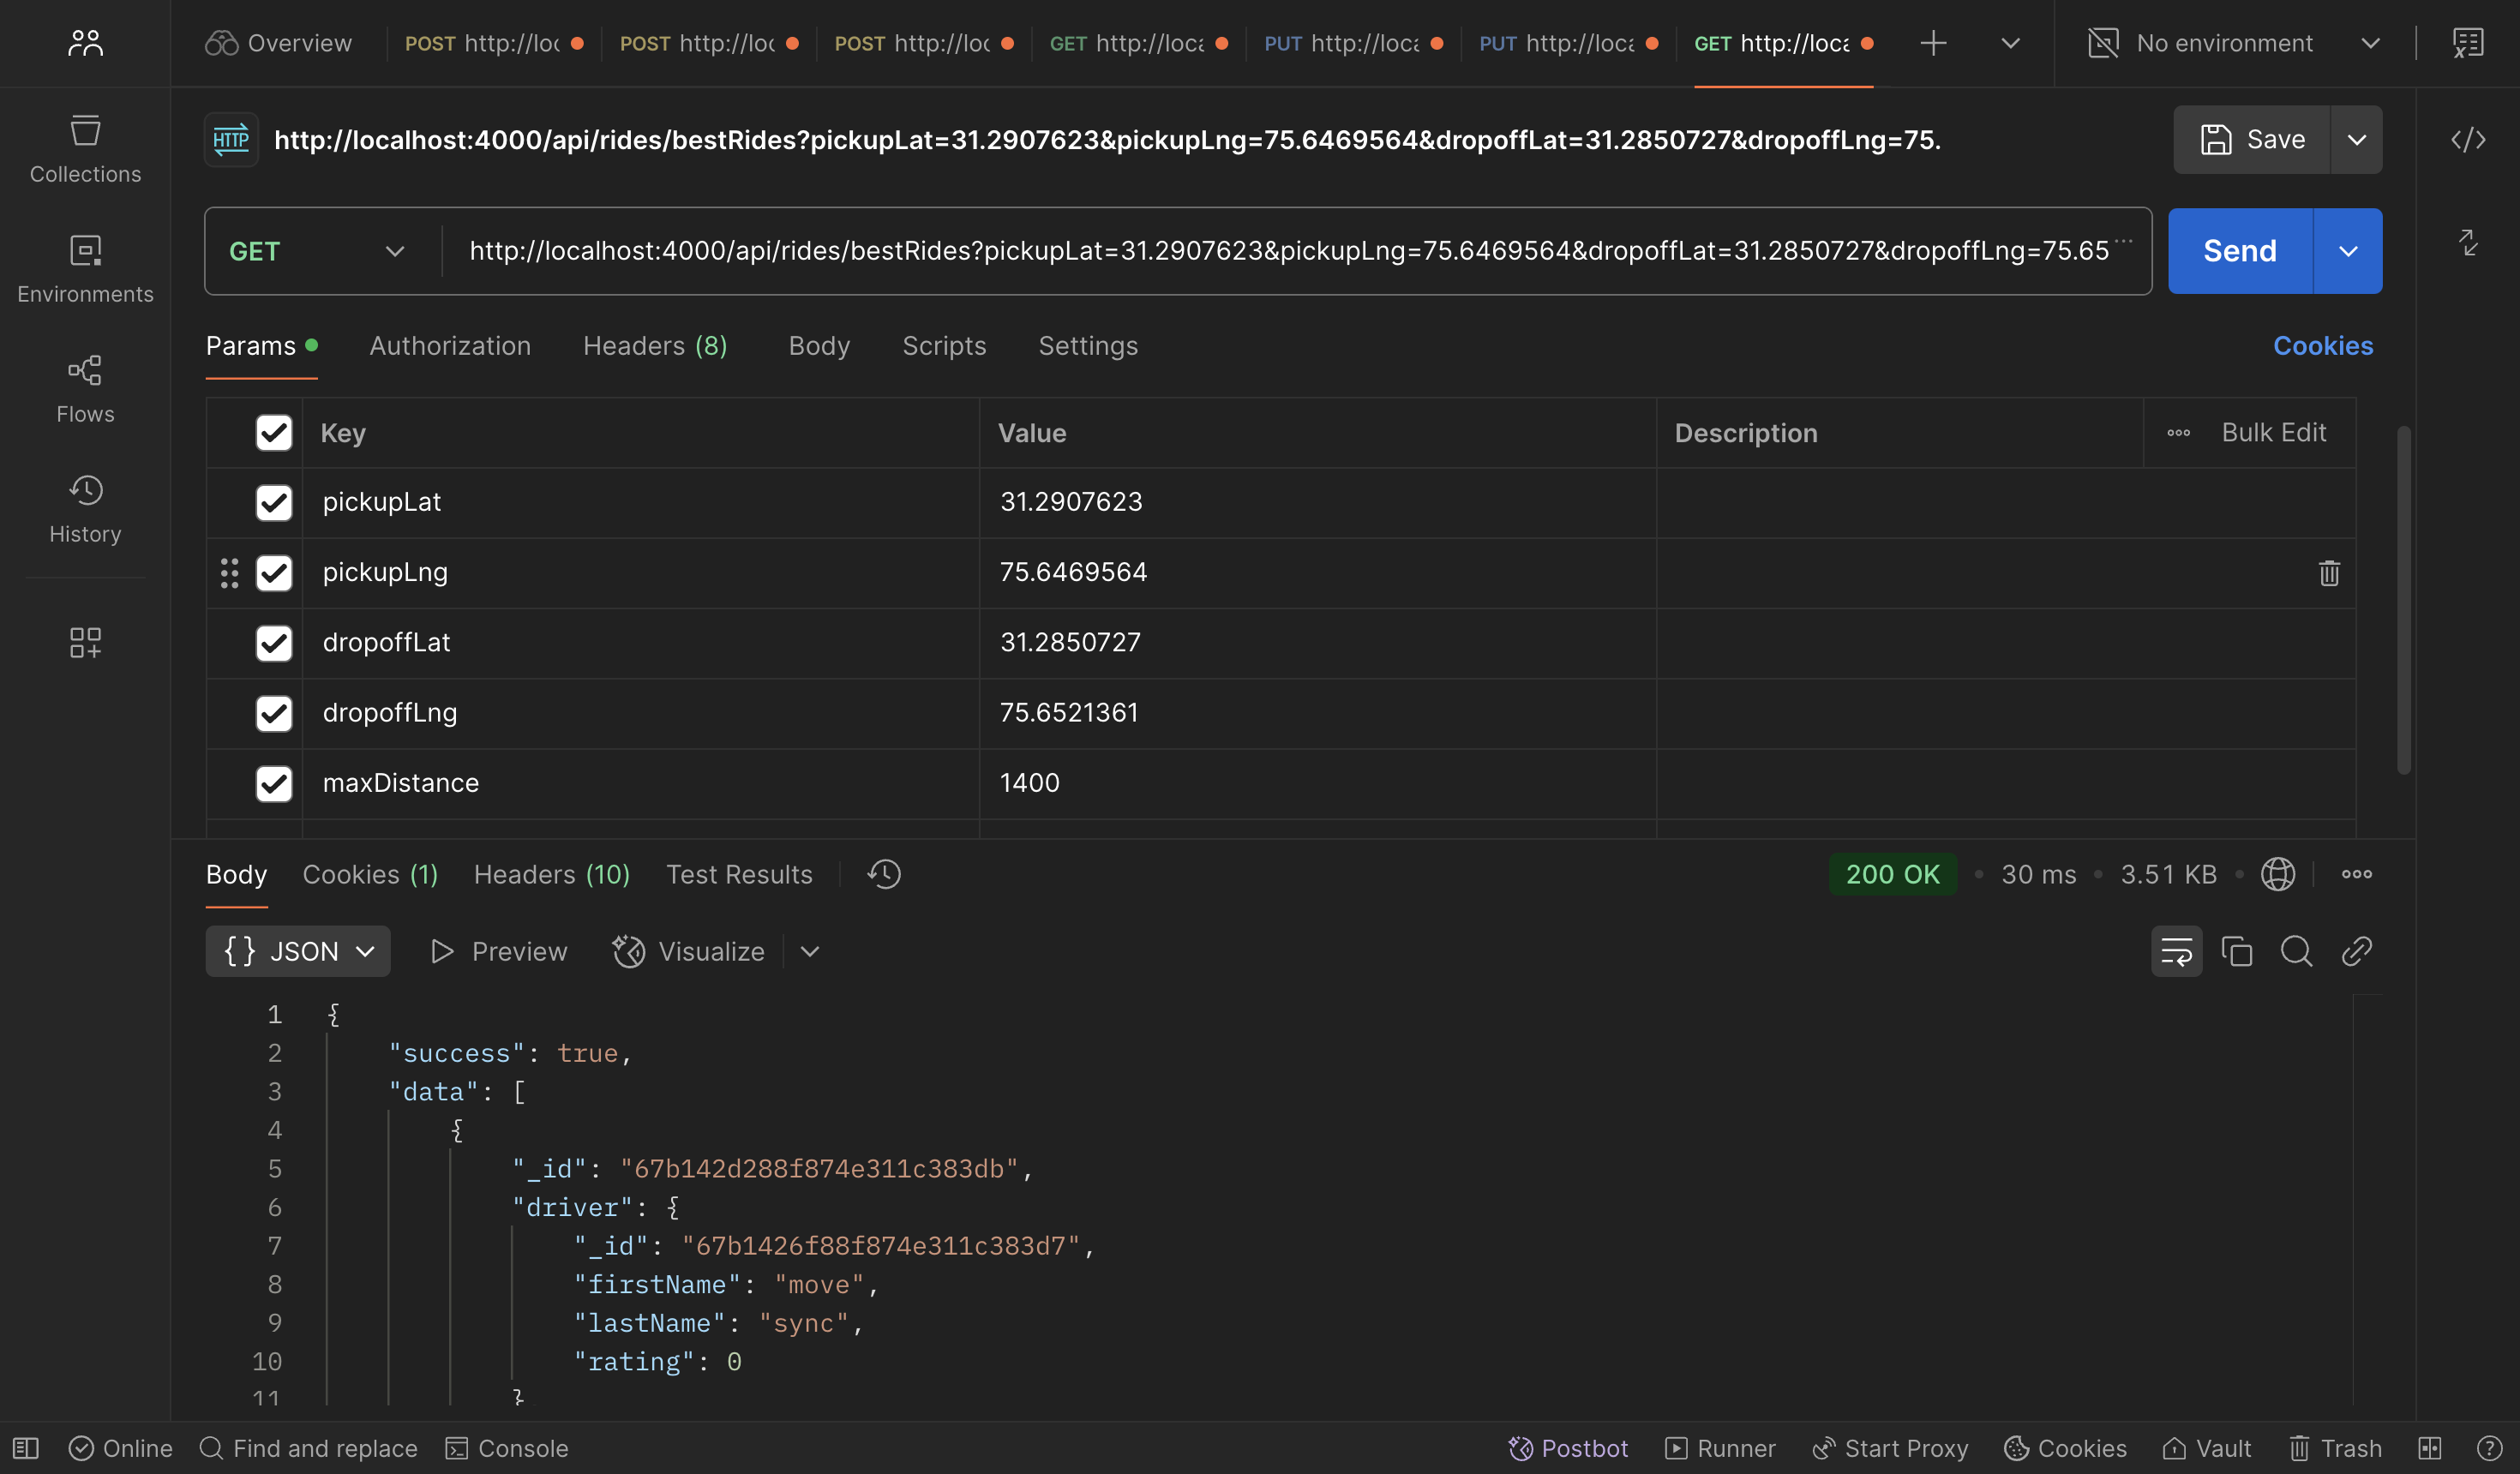 Overview
POST http://loc
POST http://loc
POST http://loc
GET http://loca
PUT http://loca
PUT http://loca
GET http://loca
No environment
HTTP http://localhost:4000/api/rides/bestRides?pickupLat=31.2907623&pickupLng=75.6469564&dropoffLat=31.2850727&dropoffLng=75.
Save
Collections
Environments
Flows
History
GET http://localhost:4000/api/rides/bestRides?pickupLat=31.2907623&pickupLng=75.6469564&dropoffLat=31.2850727&dropoffLng=75.65
Send
Params Authorization Headers (8) Body Scripts Settings Cookies
Key Value Description Bulk Edit
pickupLat 31.2907623
pickupLng 75.6469564
dropoffLat 31.2850727
dropoffLng 75.6521361
maxDistance 1400
Body Cookies (1) Headers (10) Test Results 200 OK 30 ms 3.51 KB
{} JSON Preview Visualize
1 {
2 "success": true,
3 "data": [
4 {
5 "_id": "67b142d288f874e311c383db",
6 "driver": {
7 "_id": "67b1426f88f874e311c383d7",
8 "firstName": "move",
9 "lastName": "sync",
10 "rating": 0
11 }
Online Find and replace Console Postbot Runner Start Proxy Cookies Vault Trash